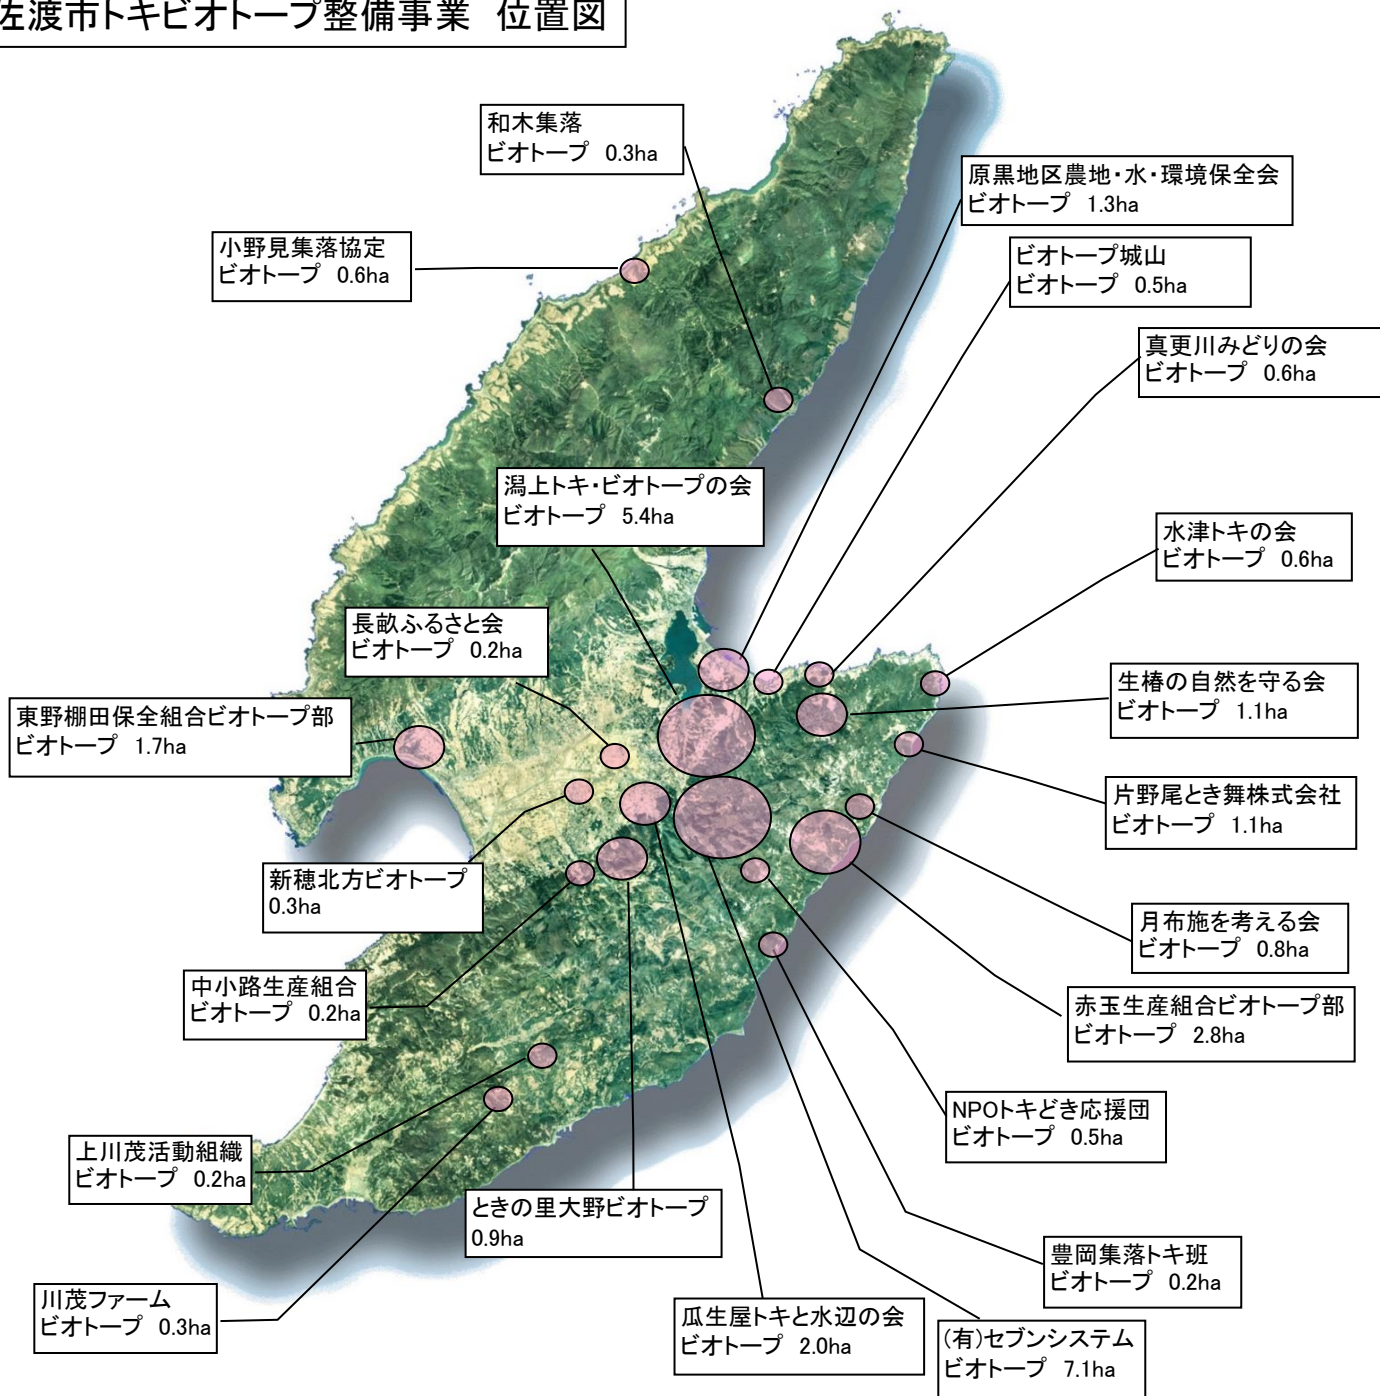 佐渡市トキビオトープ整備事業 位置図
和木集落
ビオトープ 0.3ha
原黒地区農地・水・環境保全会
ビオトープ 1.3ha
小野見集落協定
ビオトープ 0.6ha
ビオトープ城山
ビオトープ 0.5ha
真更川みどりの会
ビオトープ 0.6ha
潟上トキ・ビオトープの会
ビオトープ 5.4ha
水津トキの会
ビオトープ 0.6ha
長畝ふるさと会
ビオトープ 0.2ha
生椿の自然を守る会
ビオトープ 1.1ha
東野棚田保全組合ビオトープ部
ビオトープ 1.7ha
片野尾とき舞株式会社
ビオトープ 1.1ha
新穂北方ビオトープ
0.3ha
月布施を考える会
ビオトープ 0.8ha
中小路生産組合
ビオトープ 0.2ha
赤玉生産組合ビオトープ部
ビオトープ 2.8ha
NPOトキどき応援団
ビオトープ 0.5ha
上川茂活動組織
ビオトープ 0.2ha
ときの里大野ビオトープ
0.9ha
豊岡集落トキ班
ビオトープ 0.2ha
川茂ファーム
ビオトープ 0.3ha
瓜生屋トキと水辺の会
ビオトープ 2.0ha
(有)セブンシステム
ビオトープ 7.1ha